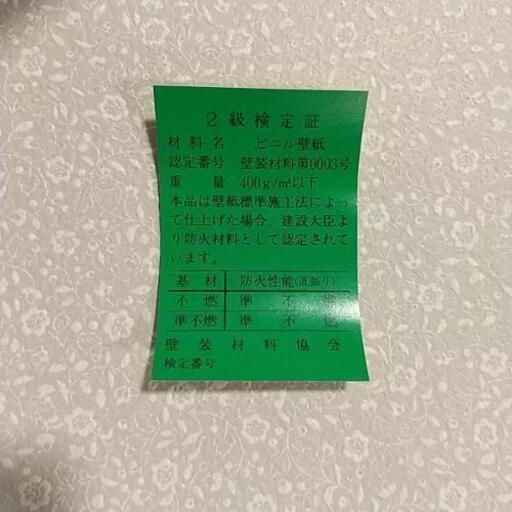 2級検定証
材料名 ビニル壁紙
認定番号 壁装材料第0003号
重量 400g/㎡以下
本品は壁紙標準施工法によっ
て仕上げた場合、建設大臣よ
り防火材料として認定されて
います。
基材 防火性能(直張り)
不燃 準不燃
準不燃 準不燃
壁装材料協会
検定番号